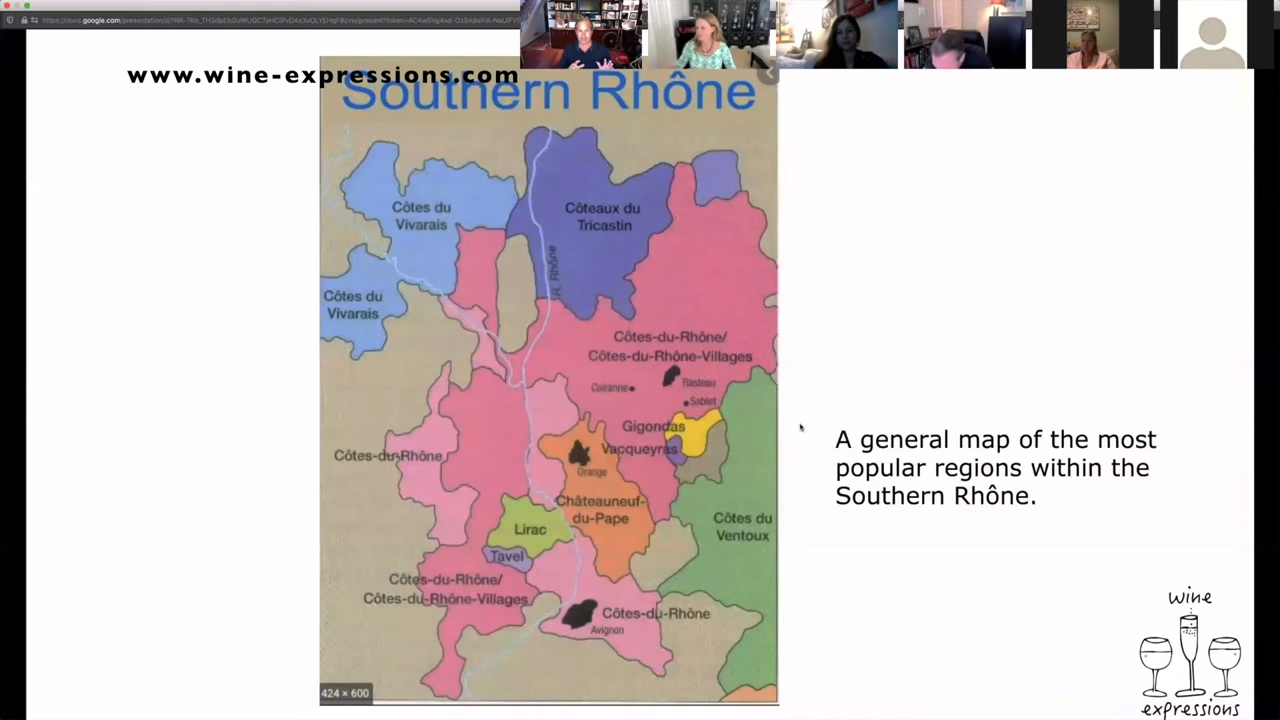 www.wine-expressions.com
Southern Rhône
Côtes du
Vivarais
Côteaux du
Tricastin
R. Rhône
Côtes du
Vivarais
Côtes-du-Rhône/
Côtes-du-Rhône-Villages
Cairanne
Rasteau
Sablet
Gigondas
Vacqueyras
Côtes-du-Rhône
Orange
Châteauneuf-
du-Pape
Lirac
Tavel
Côtes du
Ventoux
Côtes-du-Rhône/
Côtes-du-Rhône-Villages
Côtes-du-Rhône
Avignon
424 × 600
A general map of the most
popular regions within the
Southern Rhône.
wine
expressions